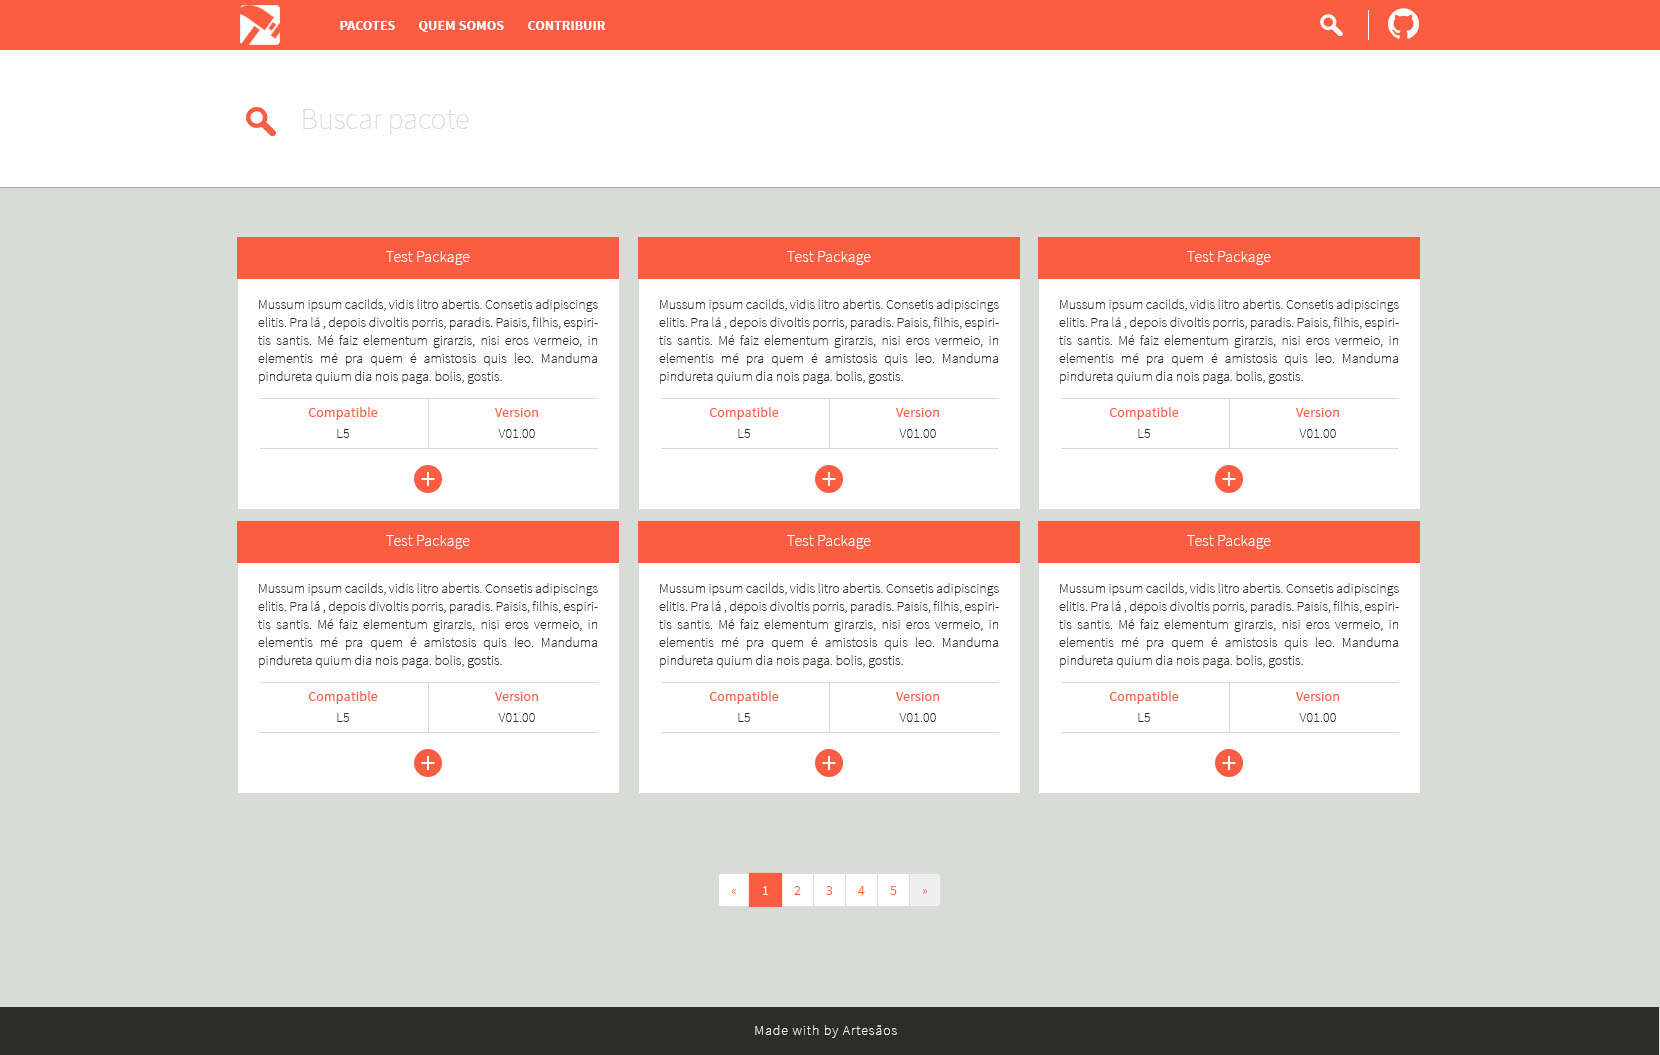 PACOTES QUEM SOMOS CONTRIBUIR
Buscar pacote
Test Package
Mussum ipsum cacilds, vidis litro abertis. Consetis adipiscings
elitis. Pra lá , depois divoltis porris, paradis. Paisis, filhis, espiri-
tis santis. Mé faiz elementum girarzis, nisi eros vermeio, in
elementis mé pra quem é amistosis quis leo. Manduma
pindureta quium dia nois paga. bolis, gostis.
Compatible Version
L5 V01.00
Test Package
Mussum ipsum cacilds, vidis litro abertis. Consetis adipiscings
elitis. Pra lá , depois divoltis porris, paradis. Paisis, filhis, espiri-
tis santis. Mé faiz elementum girarzis, nisi eros vermeio, in
elementis mé pra quem é amistosis quis leo. Manduma
pindureta quium dia nois paga. bolis, gostis.
Compatible Version
L5 V01.00
Test Package
Mussum ipsum cacilds, vidis litro abertis. Consetis adipiscings
elitis. Pra lá , depois divoltis porris, paradis. Paisis, filhis, espiri-
tis santis. Mé faiz elementum girarzis, nisi eros vermeio, in
elementis mé pra quem é amistosis quis leo. Manduma
pindureta quium dia nois paga. bolis, gostis.
Compatible Version
L5 V01.00
Test Package
Mussum ipsum cacilds, vidis litro abertis. Consetis adipiscings
elitis. Pra lá , depois divoltis porris, paradis. Paisis, filhis, espiri-
tis santis. Mé faiz elementum girarzis, nisi eros vermeio, in
elementis mé pra quem é amistosis quis leo. Manduma
pindureta quium dia nois paga. bolis, gostis.
Compatible Version
L5 V01.00
Test Package
Mussum ipsum cacilds, vidis litro abertis. Consetis adipiscings
elitis. Pra lá , depois divoltis porris, paradis. Paisis, filhis, espiri-
tis santis. Mé faiz elementum girarzis, nisi eros vermeio, in
elementis mé pra quem é amistosis quis leo. Manduma
pindureta quium dia nois paga. bolis, gostis.
Compatible Version
L5 V01.00
Test Package
Mussum ipsum cacilds, vidis litro abertis. Consetis adipiscings
elitis. Pra lá , depois divoltis porris, paradis. Paisis, filhis, espiri-
tis santis. Mé faiz elementum girarzis, nisi eros vermeio, in
elementis mé pra quem é amistosis quis leo. Manduma
pindureta quium dia nois paga. bolis, gostis.
Compatible Version
L5 V01.00
« 1 2 3 4 5 »
Made with by Artesãos